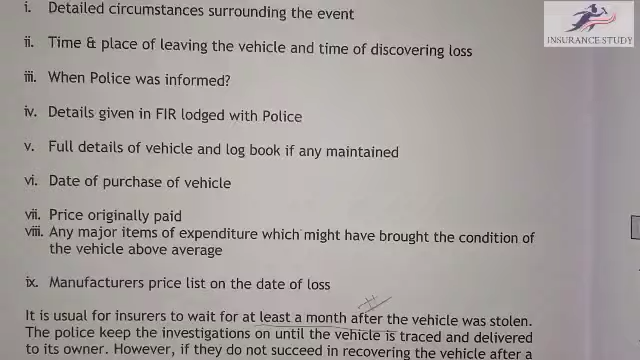 i. Detailed circumstances surrounding the event
INSURANCE STUDY
ii. Time & place of leaving the vehicle and time of discovering loss
iii. When Police was informed?
iv. Details given in FIR lodged with Police
v. Full details of vehicle and log book if any maintained
vi. Date of purchase of vehicle
vii. Price originally paid
viii. Any major items of expenditure which might have brought the condition of
the vehicle above average
ix. Manufacturers price list on the date of loss
It is usual for insurers to wait for at least a month after the vehicle was stolen.
The police keep the investigations on until the vehicle is traced and delivered
to its owner. However, if they do not succeed in recovering the vehicle after a